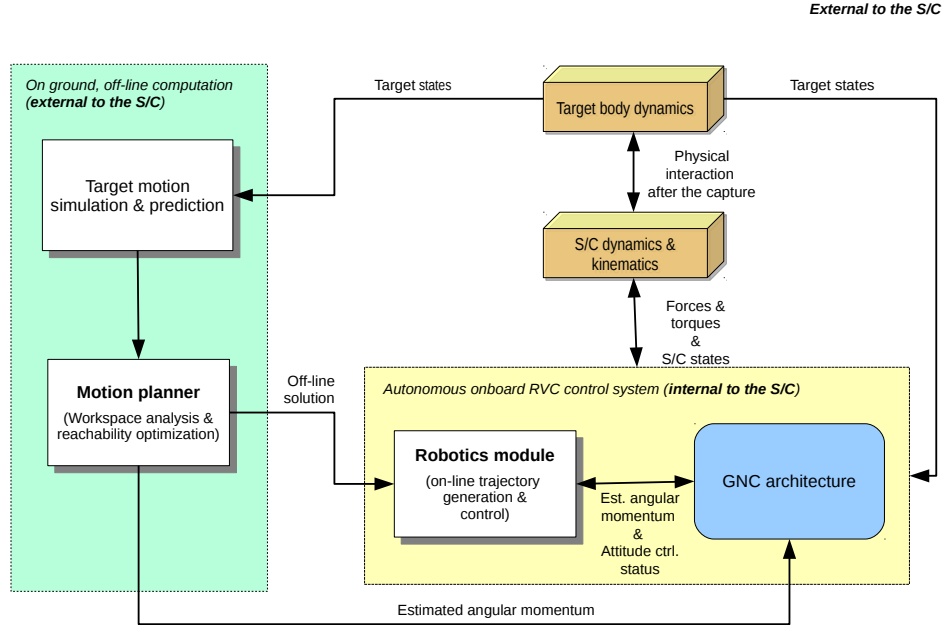 External to the S/C
On ground, off-line computation
(external to the S/C)
Target states
Target body dynamics
Target states
Target motion
simulation & prediction
Physical
interaction
after the capture
S/C dynamics &
kinematics
Forces &
torques
&
S/C states
Motion planner
(Workspace analysis &
reachability optimization)
Off-line
solution
Autonomous onboard RVC control system (internal to the S/C)
Robotics module
(on-line trajectory
generation &
control)
Est. angular
momentum
&
Attitude ctrl.
status
GNC architecture
Estimated angular momentum